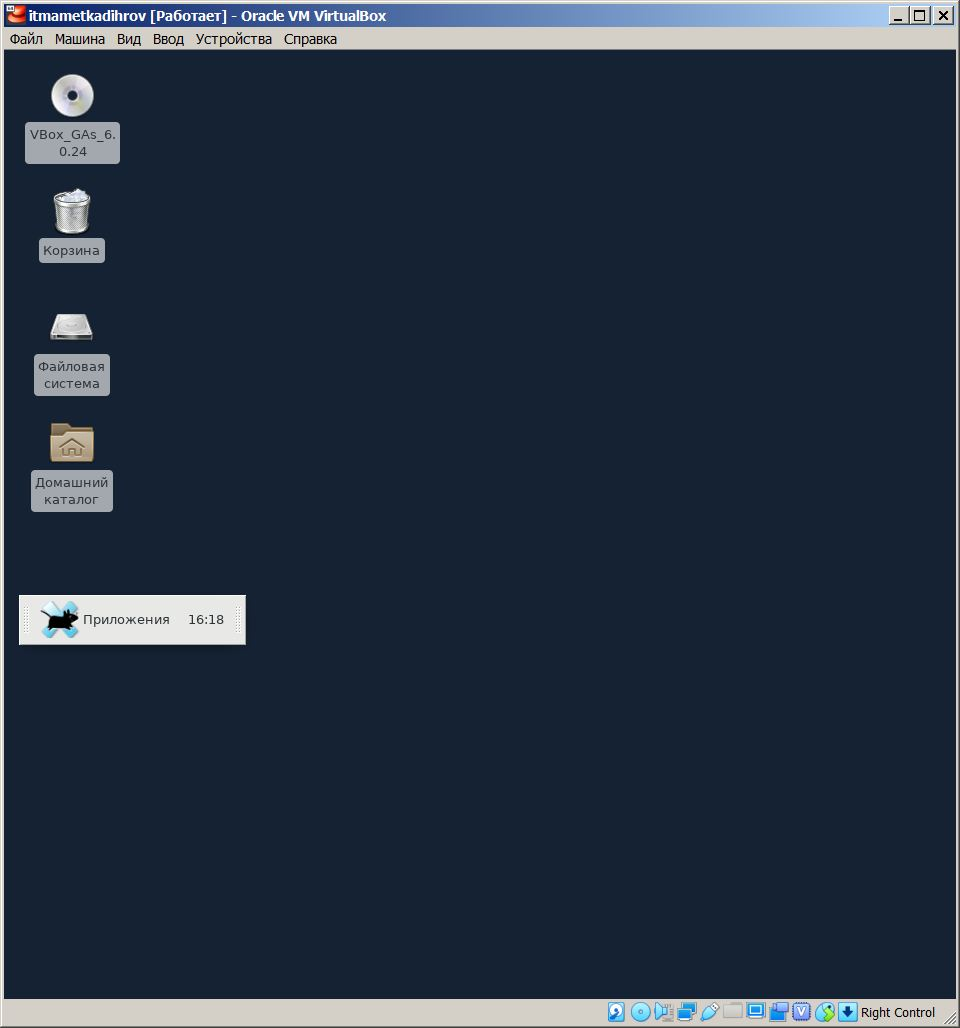 itmametkadihrov [Работает] - Oracle VM VirtualBox
Файл Машина Вид Ввод Устройства Справка
VBox_GAs_6.
0.24
Корзина
Файловая
система
Домашний
каталог
Приложения 16:18
Right Control